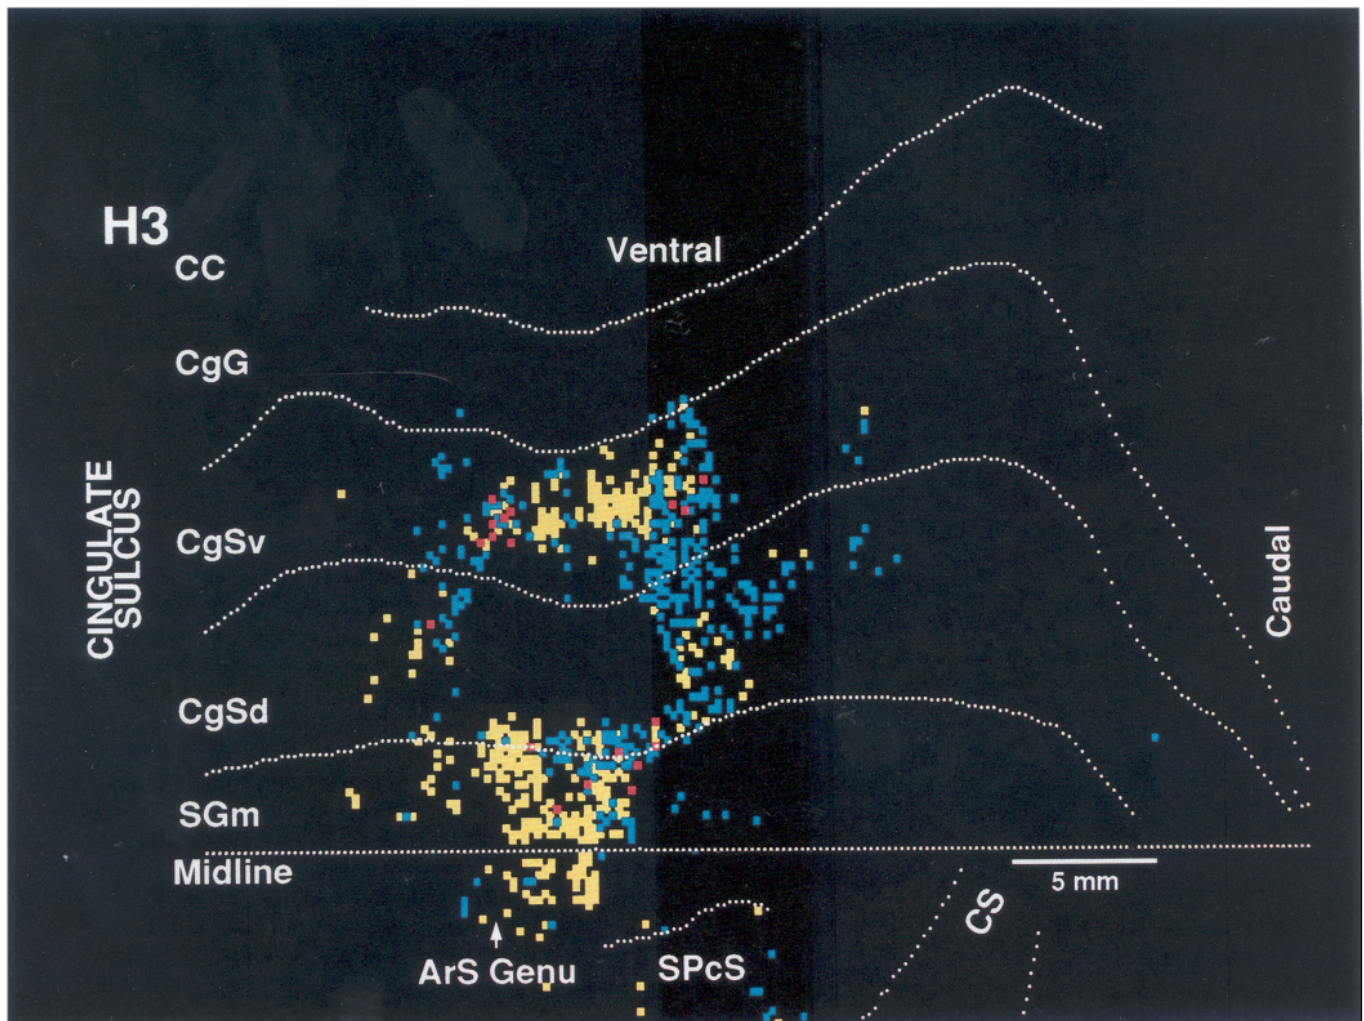 H3
CC
Ventral
CgG
CINGULATE
SULCUS
CgSv
Caudal
CgSd
SGm
Midline
5 mm
CS
ArS Genu
SPcS